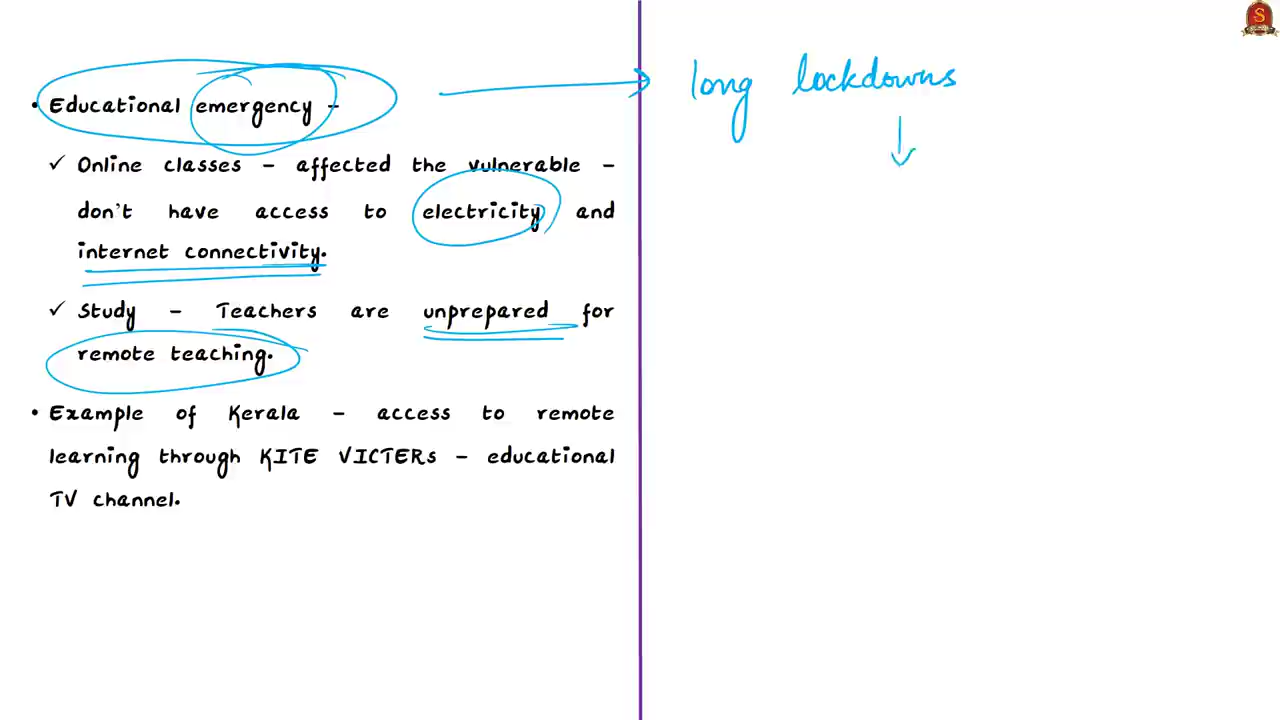 • Educational emergency –
✓ Online classes – affected the vulnerable –
don't have access to electricity and
internet connectivity.
✓ Study – Teachers are unprepared for
remote teaching.
• Example of Kerala – access to remote
learning through KITE VICTERs – educational
TV channel.
long lockdowns